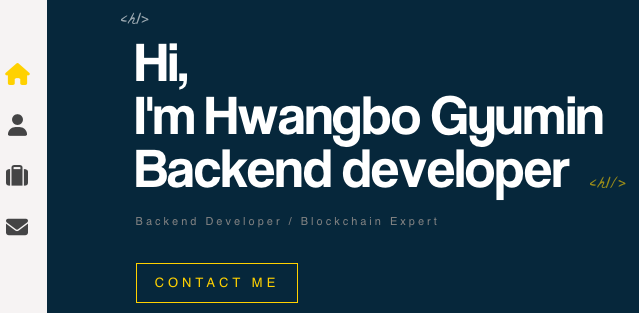 <h1>
Hi,
I'm Hwangbo Gyumin
Backend developer
<h1/>
Backend Developer / Blockchain Expert
CONTACT ME